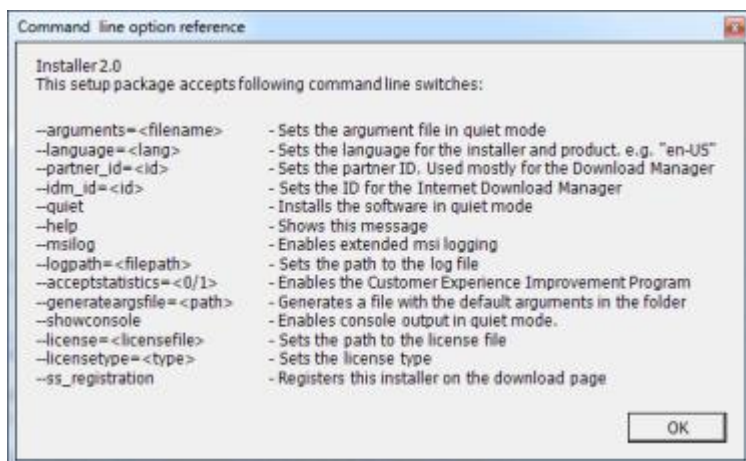 Command line option reference
Installer 2.0
This setup package accepts following command line switches:
--arguments=<filename> - Sets the argument file in quiet mode
--language=<lang> - Sets the language for the installer and product. e.g. "en-US"
--partner_id=<id> - Sets the partner ID. Used mostly for the Download Manager
--idm_id=<id> - Sets the ID for the Internet Download Manager
--quiet - Installs the software in quiet mode
--help - Shows this message
--msilog - Enables extended msi logging
--logpath=<filepath> - Sets the path to the log file
--acceptstatistics=<0/1> - Enables the Customer Experience Improvement Program
--generateargsfile=<path> - Generates a file with the default arguments in the folder
--showconsole - Enables console output in quiet mode.
--license=<licensefile> - Sets the path to the license file
--licensetype=<type> - Sets the license type
--ss_registration - Registers this installer on the download page
OK